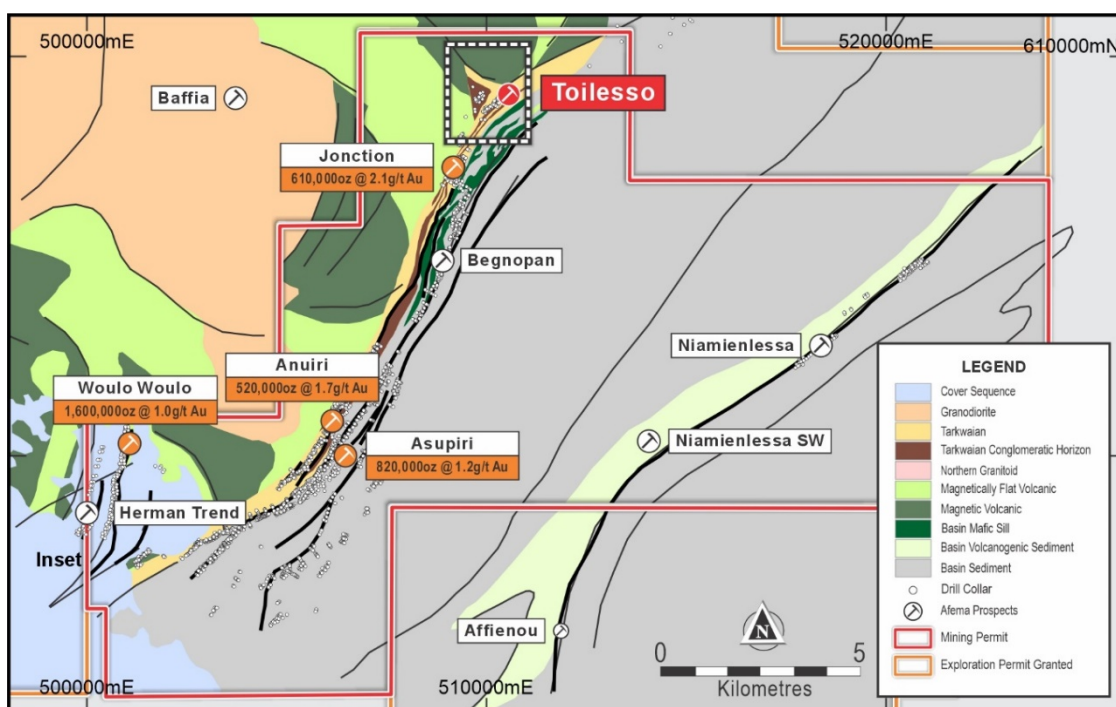 500000mE
520000mE
610000mN
Baffia
Toilesso
Jonction
610,000oz @ 2.1g/t Au
Begnopan
Anuiri
520,000oz @ 1.7g/t Au
Woulo Woulo
1,600,000oz @ 1.0g/t Au
Asupiri
820,000oz @ 1.2g/t Au
Niamienlessa
Niamienlessa SW
Herman Trend
Inset
Affienou
N
0
5
Kilometres
500000mE
510000mE
LEGEND
Cover Sequence
Granodiorite
Tarkwaian
Tarkwaian Conglomeratic Horizon
Northern Granitoid
Magnetically Flat Volcanic
Magnetic Volcanic
Basin Mafic Sill
Basin Volcanogenic Sediment
Basin Sediment
Drill Collar
Afema Prospects
Mining Permit
Exploration Permit Granted